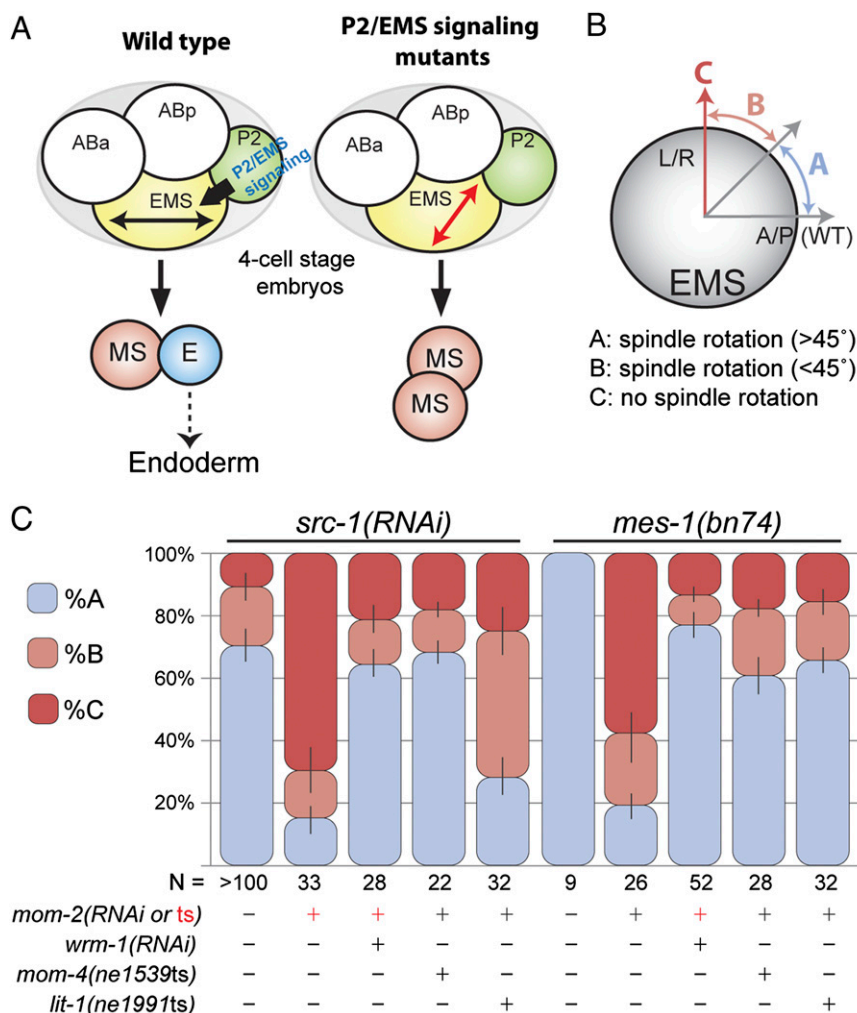 A
Wild type
P2/EMS signaling
mutants
ABa
ABp
P2
P2/EMS
signaling
EMS
ABa
ABp
P2
EMS
4-cell stage
embryos
MS
E
MS
MS
Endoderm
B
C
B
A
L/R
A/P (WT)
EMS
A: spindle rotation (>45˚)
B: spindle rotation (<45˚)
C: no spindle rotation
C
src-1(RNAi)
mes-1(bn74)
%A
%B
%C
100%
80%
60%
40%
20%
N = >100 33 28 22 32 9 26 52 28 32
mom-2(RNAi or ts) – + + + + – + + + +
wrm-1(RNAi) – – + – – – – + – –
mom-4(ne1539ts) – – – + – – – – + –
lit-1(ne1991ts) – – – – + – – – – +